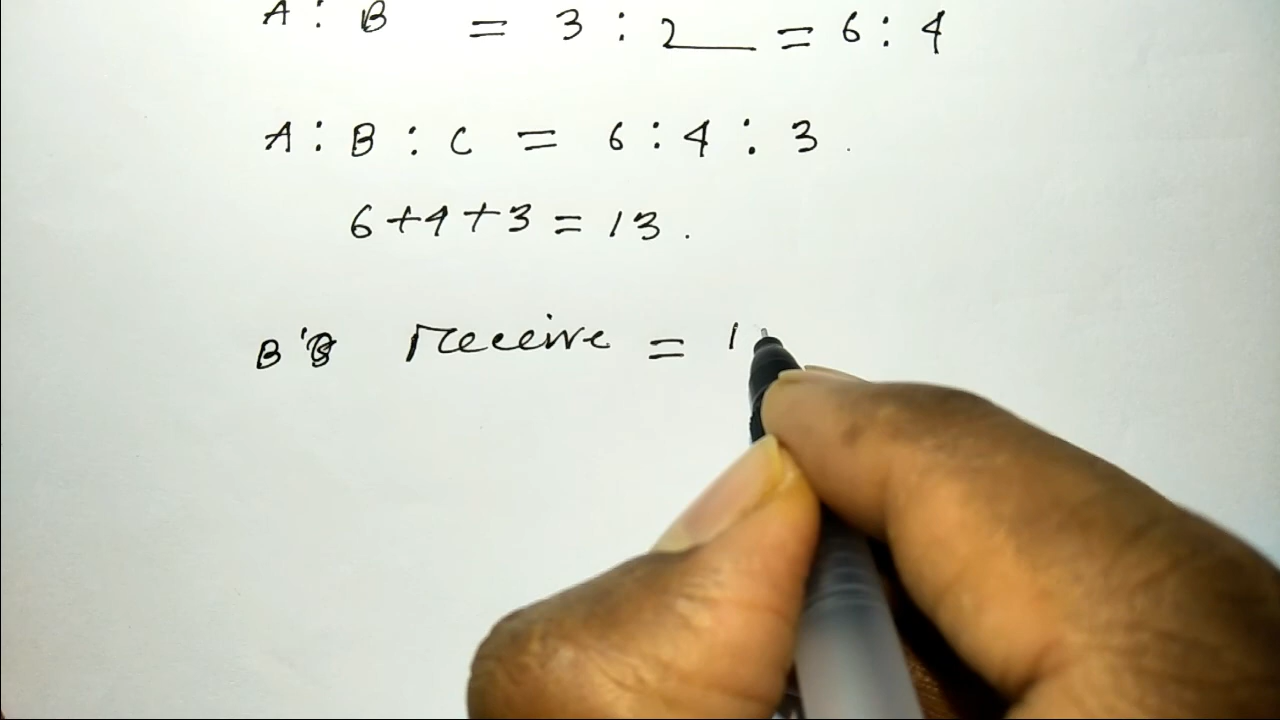 A : B = 3 : 2 = 6 : 4
A : B : C = 6 : 4 : 3 .
6 + 4 + 3 = 13 .
B's receive = 1